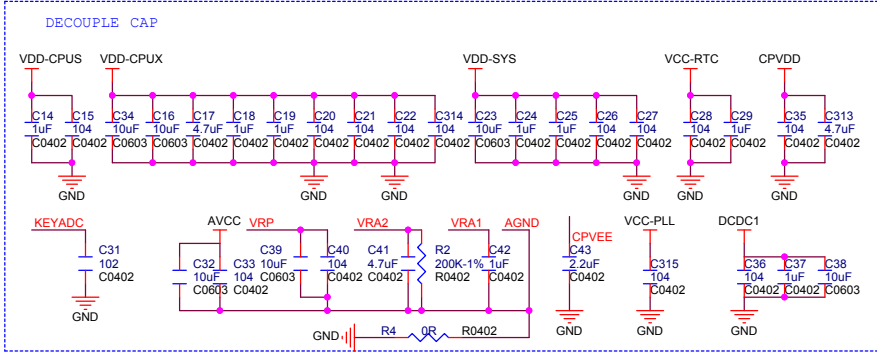 DECOUPLE CAP
VDD-CPUS VDD-CPUX VDD-SYS VCC-RTC CPVDD
C14 C15 C34 C16 C17 C18 C19 C20 C21 C22 C314 C23 C24 C25 C26 C27 C28 C29 C35 C313
1uF 104 10uF 10uF 4.7uF 1uF 1uF 104 104 104 104 10uF 1uF 1uF 104 104 104 1uF 104 4.7uF
C0402 C0402 C0603 C0603 C0402 C0402 C0402 C0402 C0402 C0402 C0402 C0603 C0402 C0402 C0402 C0402 C0402 C0402 C0402 C0402
GND GND GND GND GND GND
KEYADC AVCC VRP VRA2 VRA1 AGND CPVEE VCC-PLL DCDC1
C31 C32 C33 C39 C40 C41 R2 C42 C43 C315 C36 C37 C38
102 10uF 104 10uF 104 4.7uF 200K-1% 1uF 2.2uF 104 104 1uF 10uF
C0402 C0603 C0402 C0603 C0402 C0402 R0402 C0402 C0402 C0402 C0402 C0402 C0603
GND GND GND GND
GND R4 0R R0402